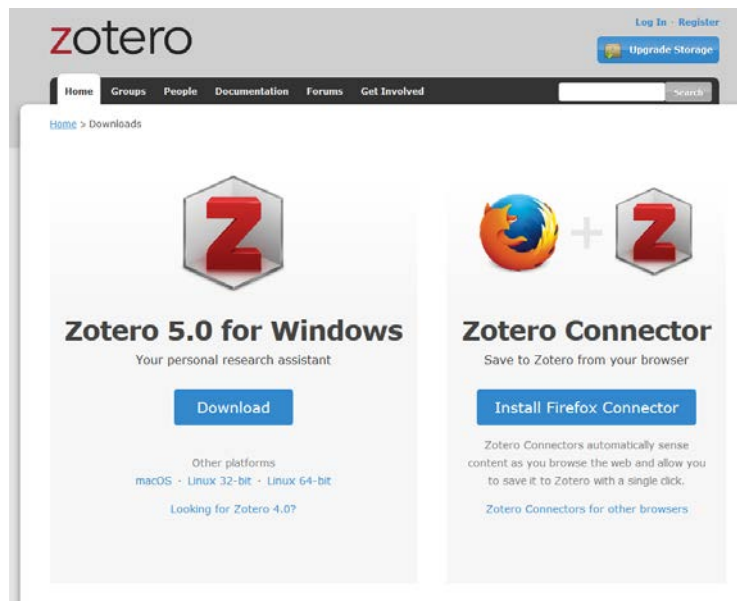 Log In · Register
zotero
Upgrade Storage
Home Groups People Documentation Forums Get Involved Search
Home > Downloads
Zotero 5.0 for Windows
Your personal research assistant
Download
Other platforms
macOS · Linux 32-bit · Linux 64-bit
Looking for Zotero 4.0?
Zotero Connector
Save to Zotero from your browser
Install Firefox Connector
Zotero Connectors automatically sense
content as you browse the web and allow you
to save it to Zotero with a single click.
Zotero Connectors for other browsers